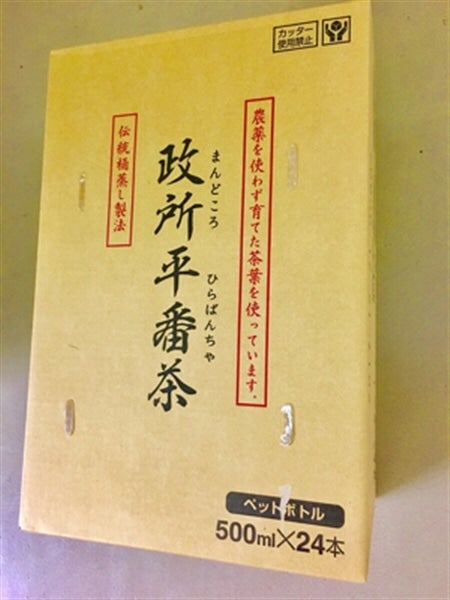 カッター
使用禁止
農薬を使わず育てた茶葉を使っています。
まんどころ ひらばんちゃ
政所平番茶
伝統桶蒸し製法
ペットボトル
500ml×24本